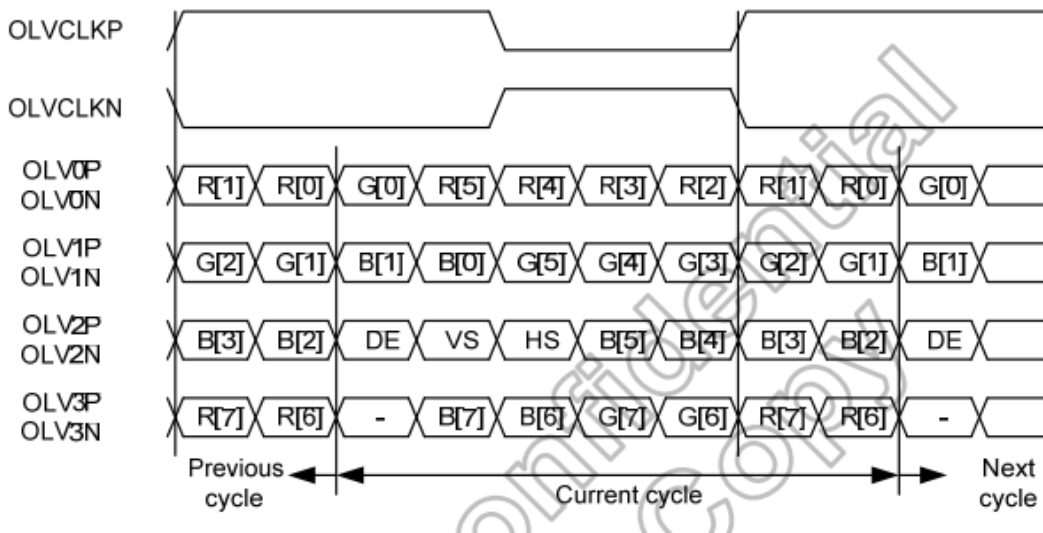 OLVCLKP
OLVCLKN
OLV0P R[1] R[0] G[0] R[5] R[4] R[3] R[2] R[1] R[0] G[0]
OLV0N
OLV1P G[2] G[1] B[1] B[0] G[5] G[4] G[3] G[2] G[1] B[1]
OLV1N
OLV2P B[3] B[2] DE VS HS B[5] B[4] B[3] B[2] DE
OLV2N
OLV3P R[7] R[6] - B[7] B[6] G[7] G[6] R[7] R[6] -
OLV3N
Previous cycle
Current cycle
Next cycle
onfidential
Copy